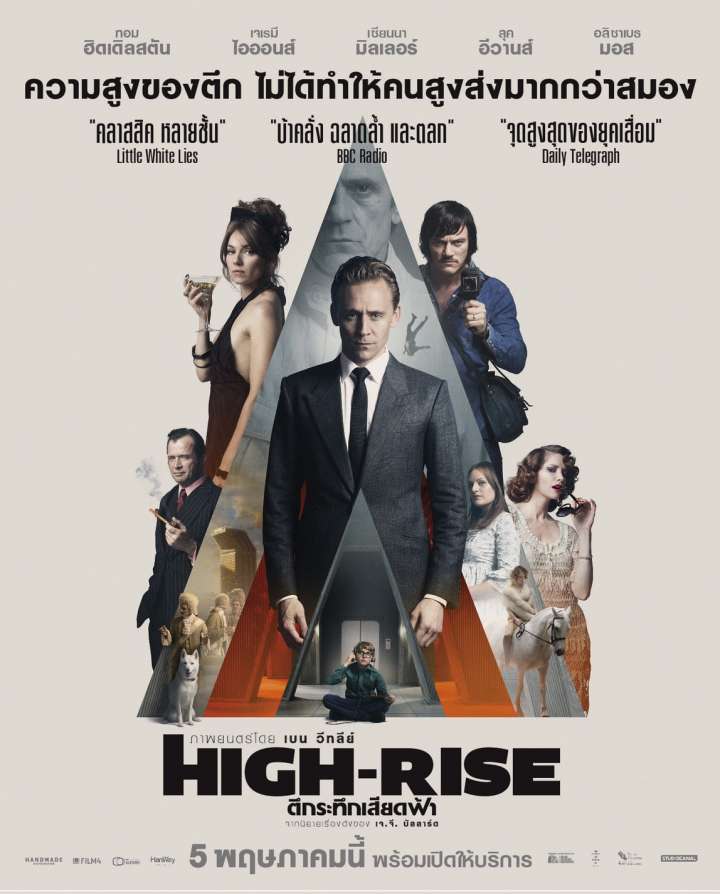 ทอม ฮิดเดิลสตัน
เจเรมี ไอออนส์
เซียนนา มิลเลอร์
ลุค อีวานส์
อลิซาเบธ มอส
ความสูงของตึก ไม่ได้ทำให้คนสูงส่งมากกว่าสมอง
"คลาสสิค หลายชั้น"
Little White Lies
"บ้าคลั่ง ฉลาดล้ำ และตลก"
BBC Radio
"จุดสูงสุดของยุคเสื่อม"
Daily Telegraph
ภาพยนตร์โดย เบน วีทลีย์
HIGH-RISE
ตึกระทึกเสียดฟ้า
จากนิยายเรื่องดังของ เจ.จี. บัลลาร์ด
HANDMADE
FILM4
HanWay
5 พฤษภาคมนี้ พร้อมเปิดให้บริการ
STUDIOCANAL